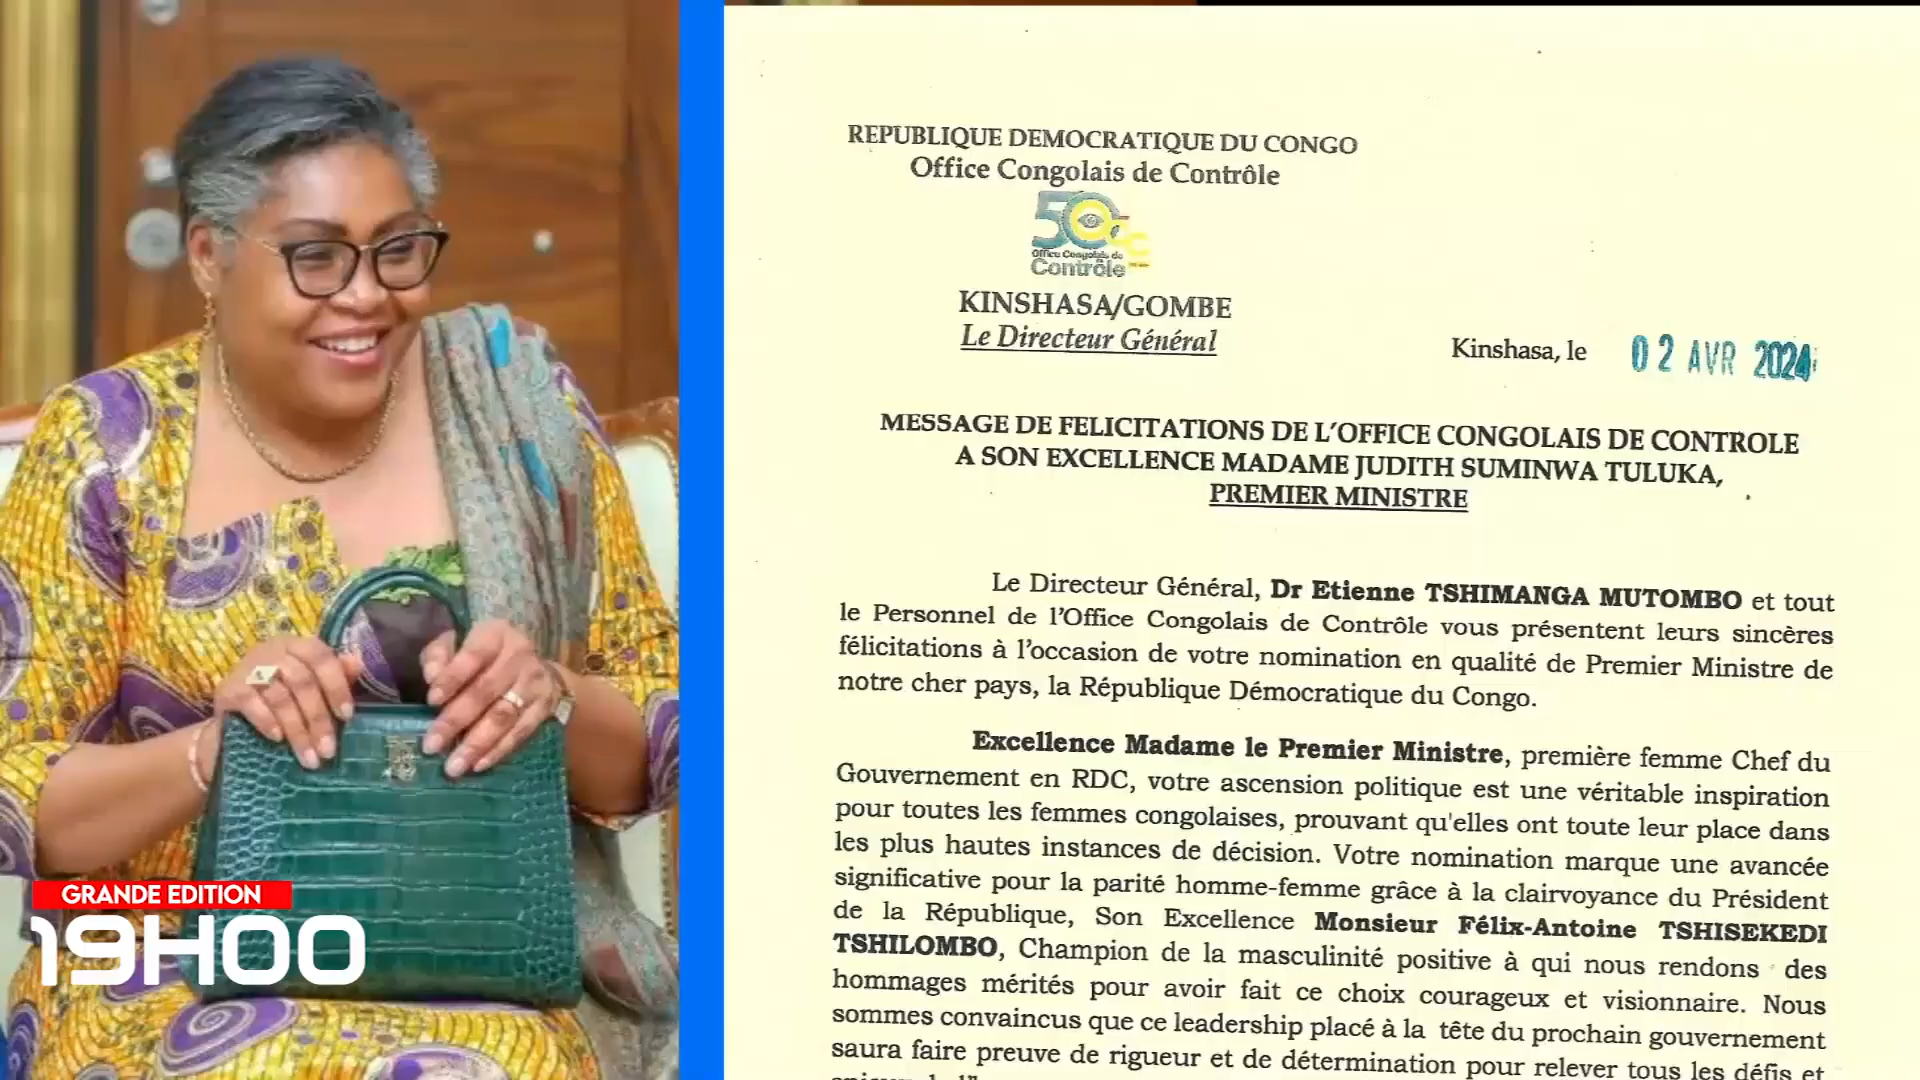 REPUBLIQUE DEMOCRATIQUE DU CONGO
Office Congolais de Contrôle
50
Office Congolais de
Contrôle
KINSHASA/GOMBE
Le Directeur Général
Kinshasa, le 02 AVR 2024
MESSAGE DE FELICITATIONS DE L'OFFICE CONGOLAIS DE CONTROLE
A SON EXCELLENCE MADAME JUDITH SUMINWA TULUKA,
PREMIER MINISTRE
Le Directeur Général, Dr Etienne TSHIMANGA MUTOMBO et tout
le Personnel de l'Office Congolais de Contrôle vous présentent leurs sincères
félicitations à l'occasion de votre nomination en qualité de Premier Ministre de
notre cher pays, la République Démocratique du Congo.
Excellence Madame le Premier Ministre, première femme Chef du
Gouvernement en RDC, votre ascension politique est une véritable inspiration
pour toutes les femmes congolaises, prouvant qu'elles ont toute leur place dans
les plus hautes instances de décision. Votre nomination marque une avancée
significative pour la parité homme-femme grâce à la clairvoyance du Président
de la République, Son Excellence Monsieur Félix-Antoine TSHISEKEDI
TSHILOMBO, Champion de la masculinité positive à qui nous rendons des
hommages mérités pour avoir fait ce choix courageux et visionnaire. Nous
sommes convaincus que ce leadership placé à la tête du prochain gouvernement
saura faire preuve de rigueur et de détermination pour relever tous les défis et
GRANDE EDITION
19H00